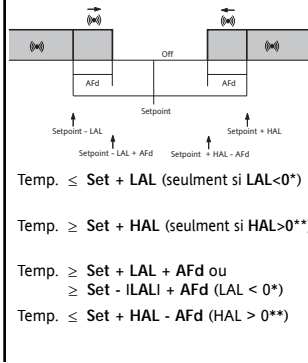 Off
AFd
AFd
Setpoint
Setpoint - LAL
Setpoint + HAL
Setpoint - LAL + AFd
Setpoint + HAL - AFd
Temp. ≤ Set + LAL (seulment si LAL<0*)
Temp. ≥ Set + HAL (seulment si HAL>0**)
Temp. ≥ Set + LAL + AFd ou
≥ Set - ILALI + AFd (LAL < 0*)
Temp. ≤ Set + HAL - AFd (HAL > 0**)